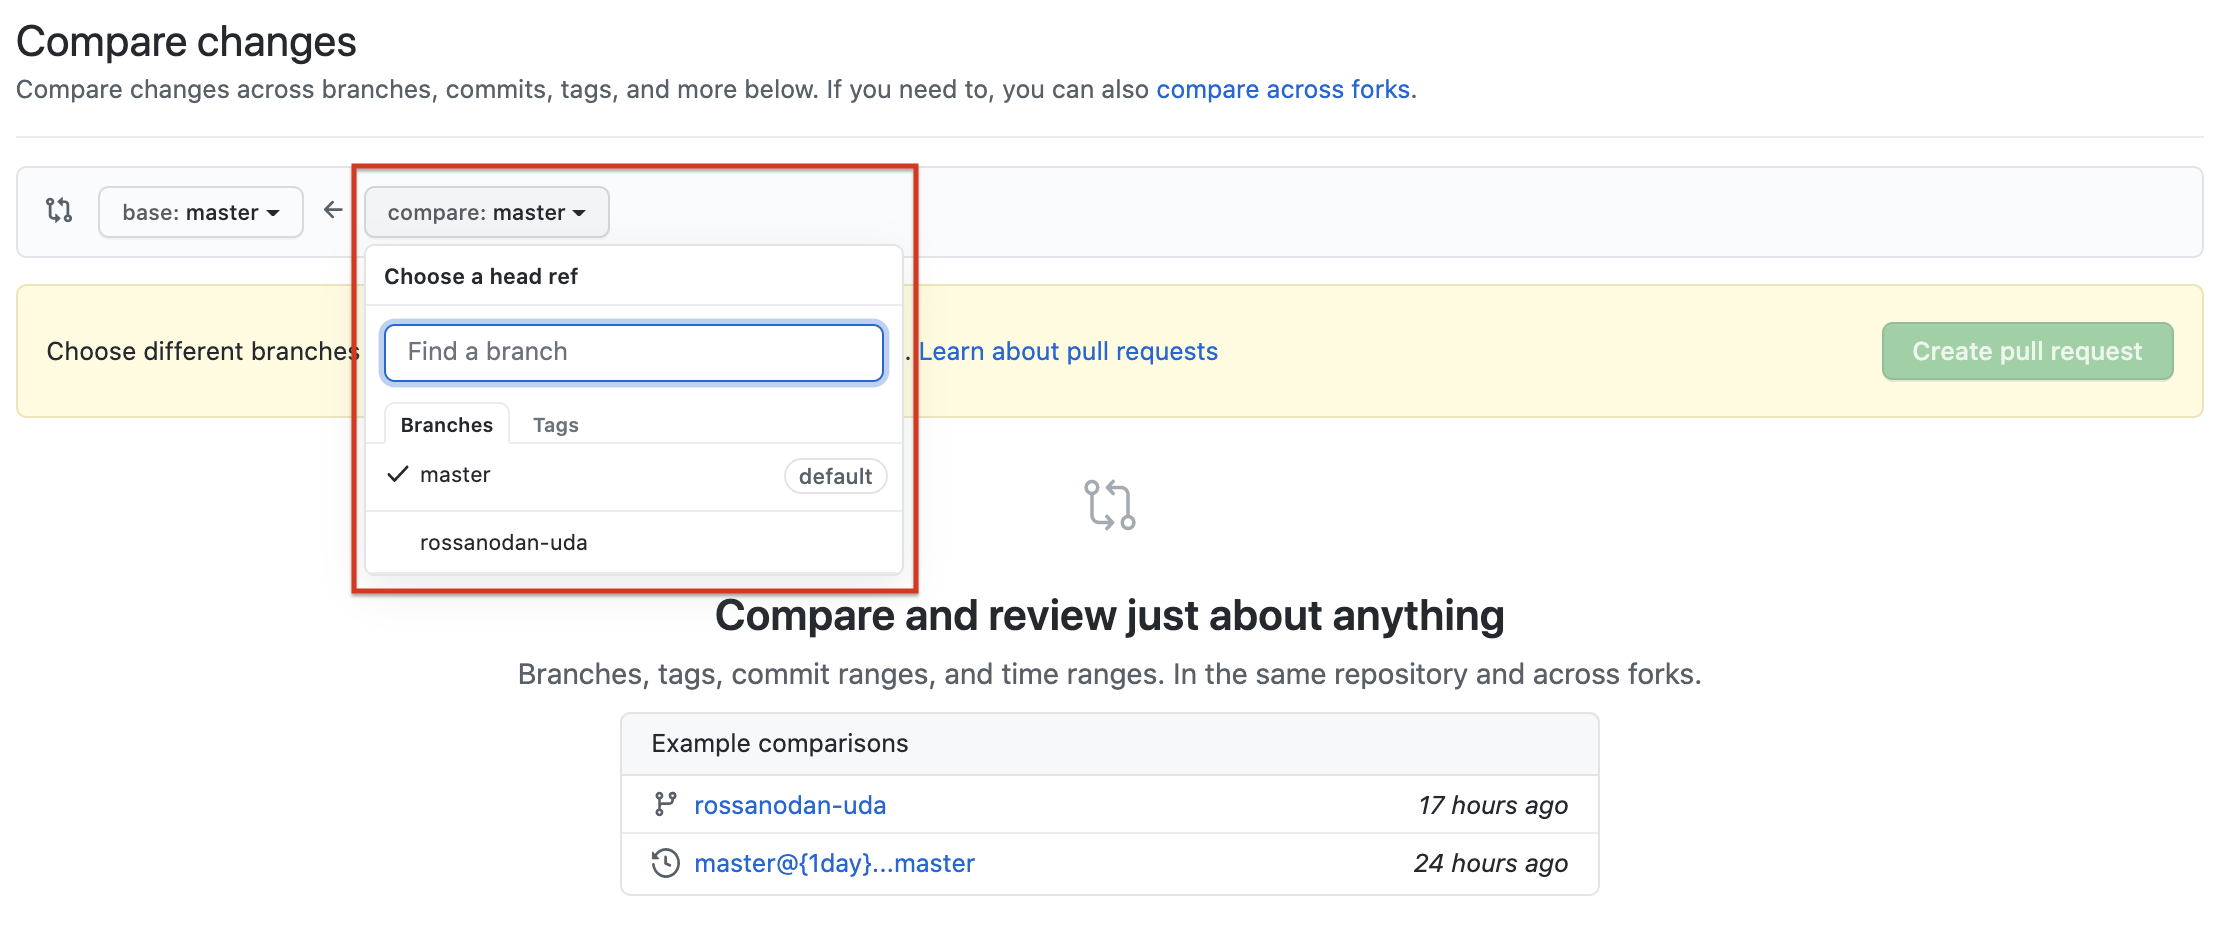 Compare changes
Compare changes across branches, commits, tags, and more below. If you need to, you can also compare across forks.
base: master
compare: master
Choose a head ref
Choose different branches
Find a branch
. Learn about pull requests
Create pull request
Branches
Tags
master
default
rossanodan-uda
Compare and review just about anything
Branches, tags, commit ranges, and time ranges. In the same repository and across forks.
Example comparisons
rossanodan-uda
17 hours ago
master@{1day}...master
24 hours ago